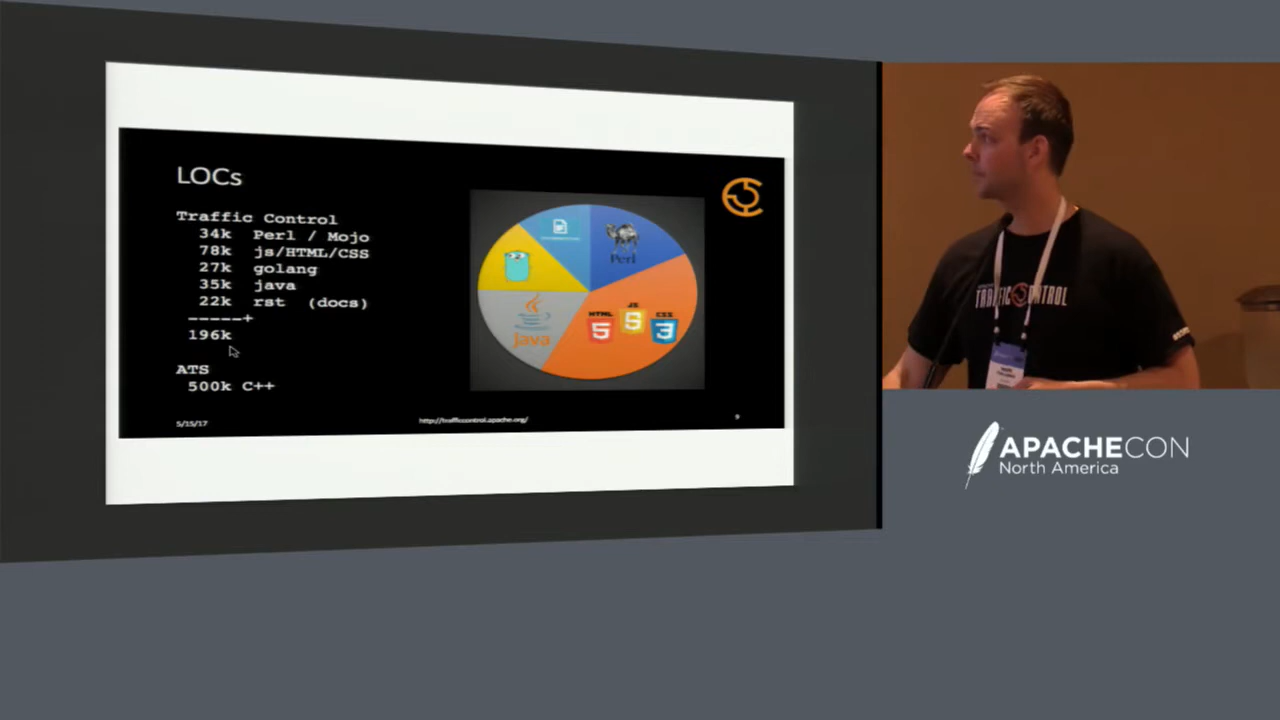 LOCs
Traffic Control
34k Perl / Mojo
78k js/HTML/CSS
27k golang
35k java
22k rst (docs)
-----+
196k
ATS
500k C++
5/15/17
http://trafficcontrol.apache.org/
9
Perl
HTML
5
JS
5
CSS
3
Java
TRAFFIC CONTROL
APACHECON
North America